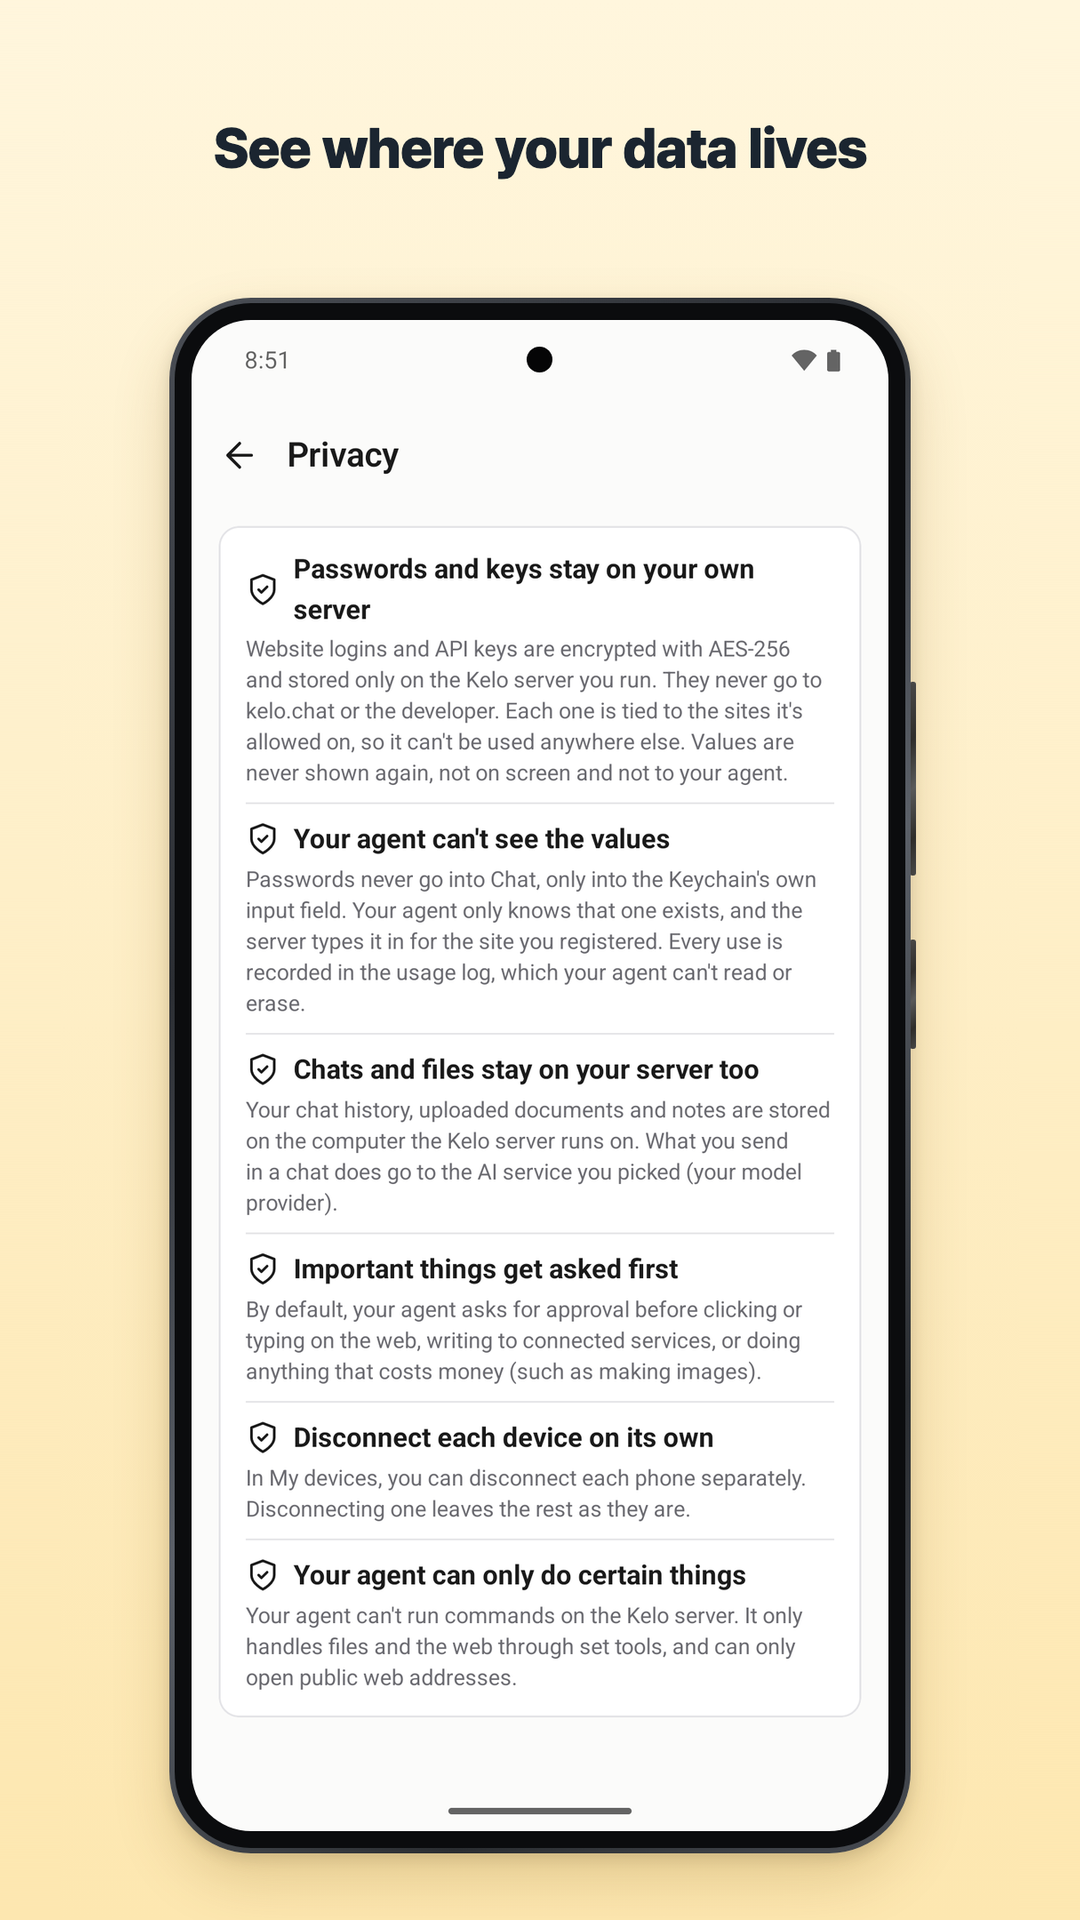 See where your data lives
8:51
Privacy
Passwords and keys stay on your own
server
Website logins and API keys are encrypted with AES-256
and stored only on the Kelo server you run. They never go to
kelo.chat or the developer. Each one is tied to the sites it's
allowed on, so it can't be used anywhere else. Values are
never shown again, not on screen and not to your agent.
Your agent can't see the values
Passwords never go into Chat, only into the Keychain's own
input field. Your agent only knows that one exists, and the
server types it in for the site you registered. Every use is
recorded in the usage log, which your agent can't read or
erase.
Chats and files stay on your server too
Your chat history, uploaded documents and notes are stored
on the computer the Kelo server runs on. What you send
in a chat does go to the AI service you picked (your model
provider).
Important things get asked first
By default, your agent asks for approval before clicking or
typing on the web, writing to connected services, or doing
anything that costs money (such as making images).
Disconnect each device on its own
In My devices, you can disconnect each phone separately.
Disconnecting one leaves the rest as they are.
Your agent can only do certain things
Your agent can't run commands on the Kelo server. It only
handles files and the web through set tools, and can only
open public web addresses.